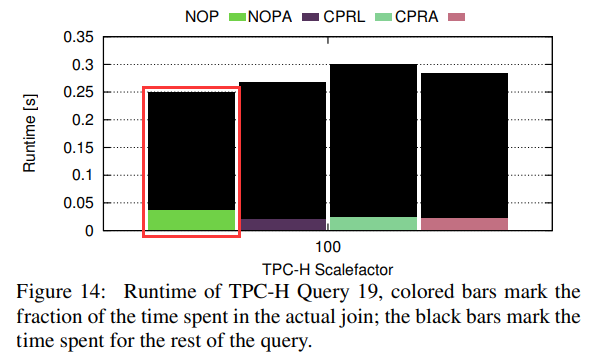 NOP NOPA CPRL CPRA
0.35
0.3
0.25
0.2
0.15
0.1
0.05
0
Runtime [s]
100
TPC-H Scalefactor
Figure 14: Runtime of TPC-H Query 19, colored bars mark the
fraction of the time spent in the actual join; the black bars mark the
time spent for the rest of the query.